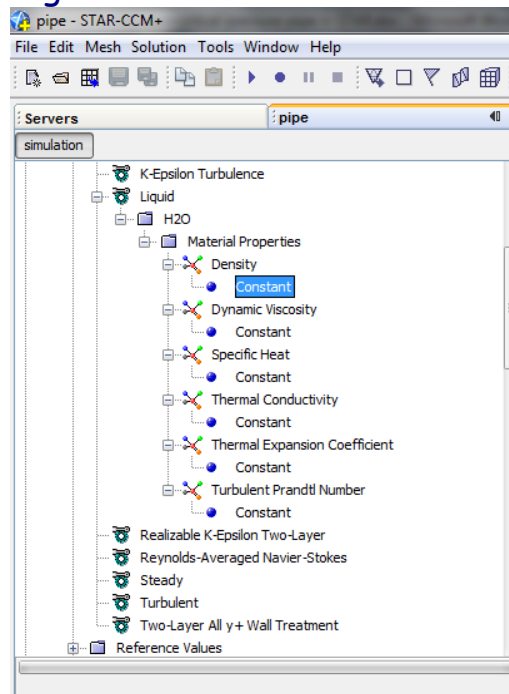 pipe - STAR-CCM+
File Edit Mesh Solution Tools Window Help
Servers pipe
simulation
K-Epsilon Turbulence
Liquid
H2O
Material Properties
Density
Constant
Dynamic Viscosity
Constant
Specific Heat
Constant
Thermal Conductivity
Constant
Thermal Expansion Coefficient
Constant
Turbulent Prandtl Number
Constant
Realizable K-Epsilon Two-Layer
Reynolds-Averaged Navier-Stokes
Steady
Turbulent
Two-Layer All y+ Wall Treatment
Reference Values